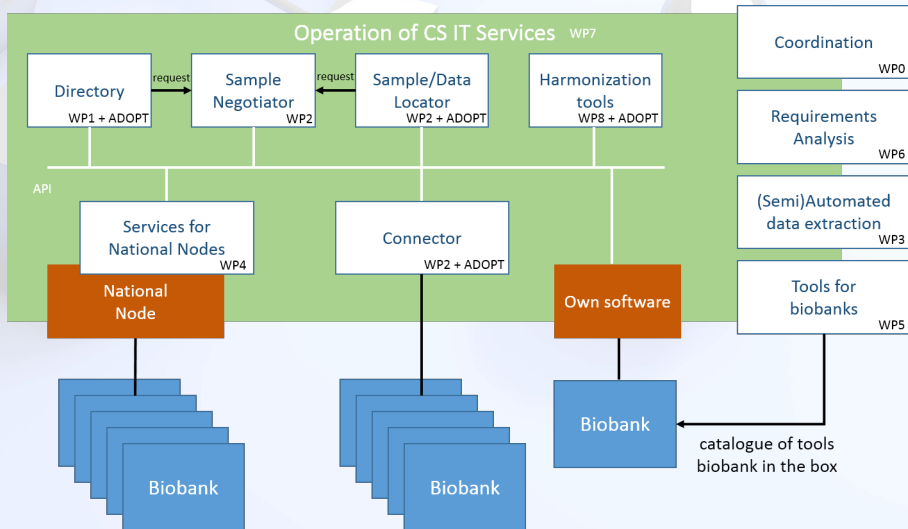 Operation of CS IT Services WP7
Coordination
WP0
Directory
WP1 + ADOPT
request
Sample
Negotiator
WP2
request
Sample/Data
Locator
WP2 + ADOPT
Harmonization
tools
WP8 + ADOPT
Requirements
Analysis
WP6
API
(Semi)Automated
data extraction
WP3
Services for
National Nodes
WP4
Connector
WP2 + ADOPT
National
Node
Own software
Tools for
biobanks
WP5
Biobank
Biobank
Biobank
catalogue of tools
biobank in the box